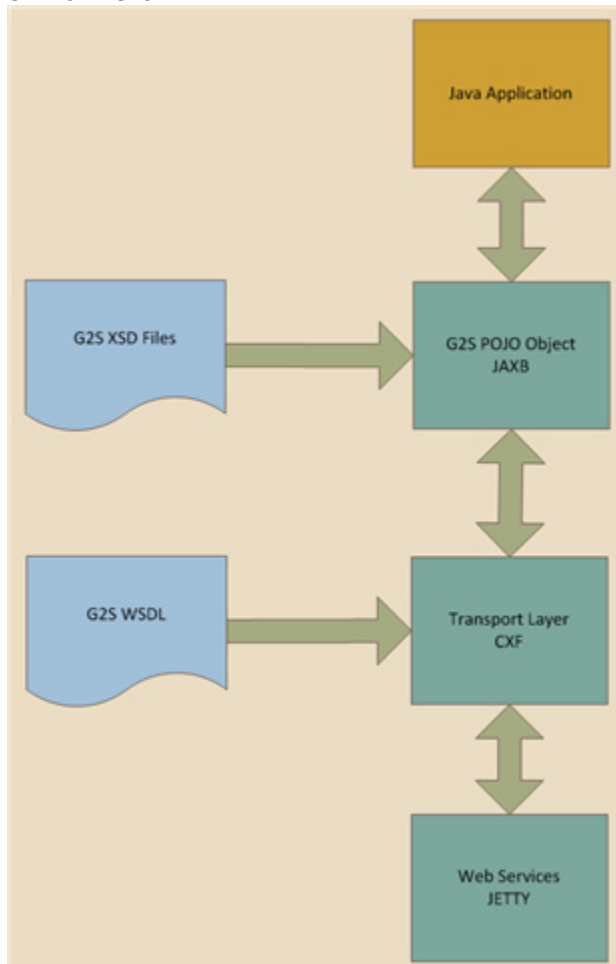 Java Application
G2S XSD Files
G2S POJO Object
JAXB
G2S WSDL
Transport Layer
CXF
Web Services
JETTY